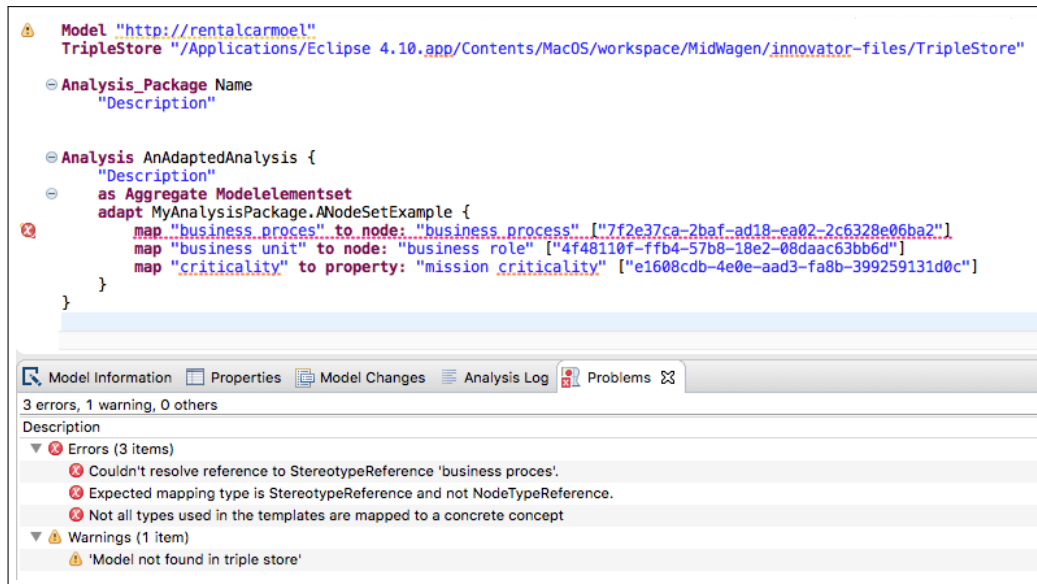 Model "http://rentalcarmoel"
TripleStore "/Applications/Eclipse 4.10.app/Contents/MacOS/workspace/MidWagen/innovator-files/TripleStore"
Analysis_Package Name
"Description"
Analysis AnAdaptedAnalysis {
"Description"
as Aggregate Modelelementset
adapt MyAnalysisPackage.ANodeSetExample {
map "business proces" to node: "business process" ["7f2e37ca-2baf-ad18-ea02-2c6328e06ba2"]
map "business unit" to node: "business role" ["4f48110f-ffb4-57b8-18e2-08daac63bb6d"]
map "criticality" to property: "mission criticality" ["e1608cdb-4e0e-aad3-fa8b-399259131d0c"]
}
}
Model Information Properties Model Changes Analysis Log Problems
3 errors, 1 warning, 0 others
Description
Errors (3 items)
Couldn't resolve reference to StereotypeReference 'business proces'.
Expected mapping type is StereotypeReference and not NodeTypeReference.
Not all types used in the templates are mapped to a concrete concept
Warnings (1 item)
'Model not found in triple store'